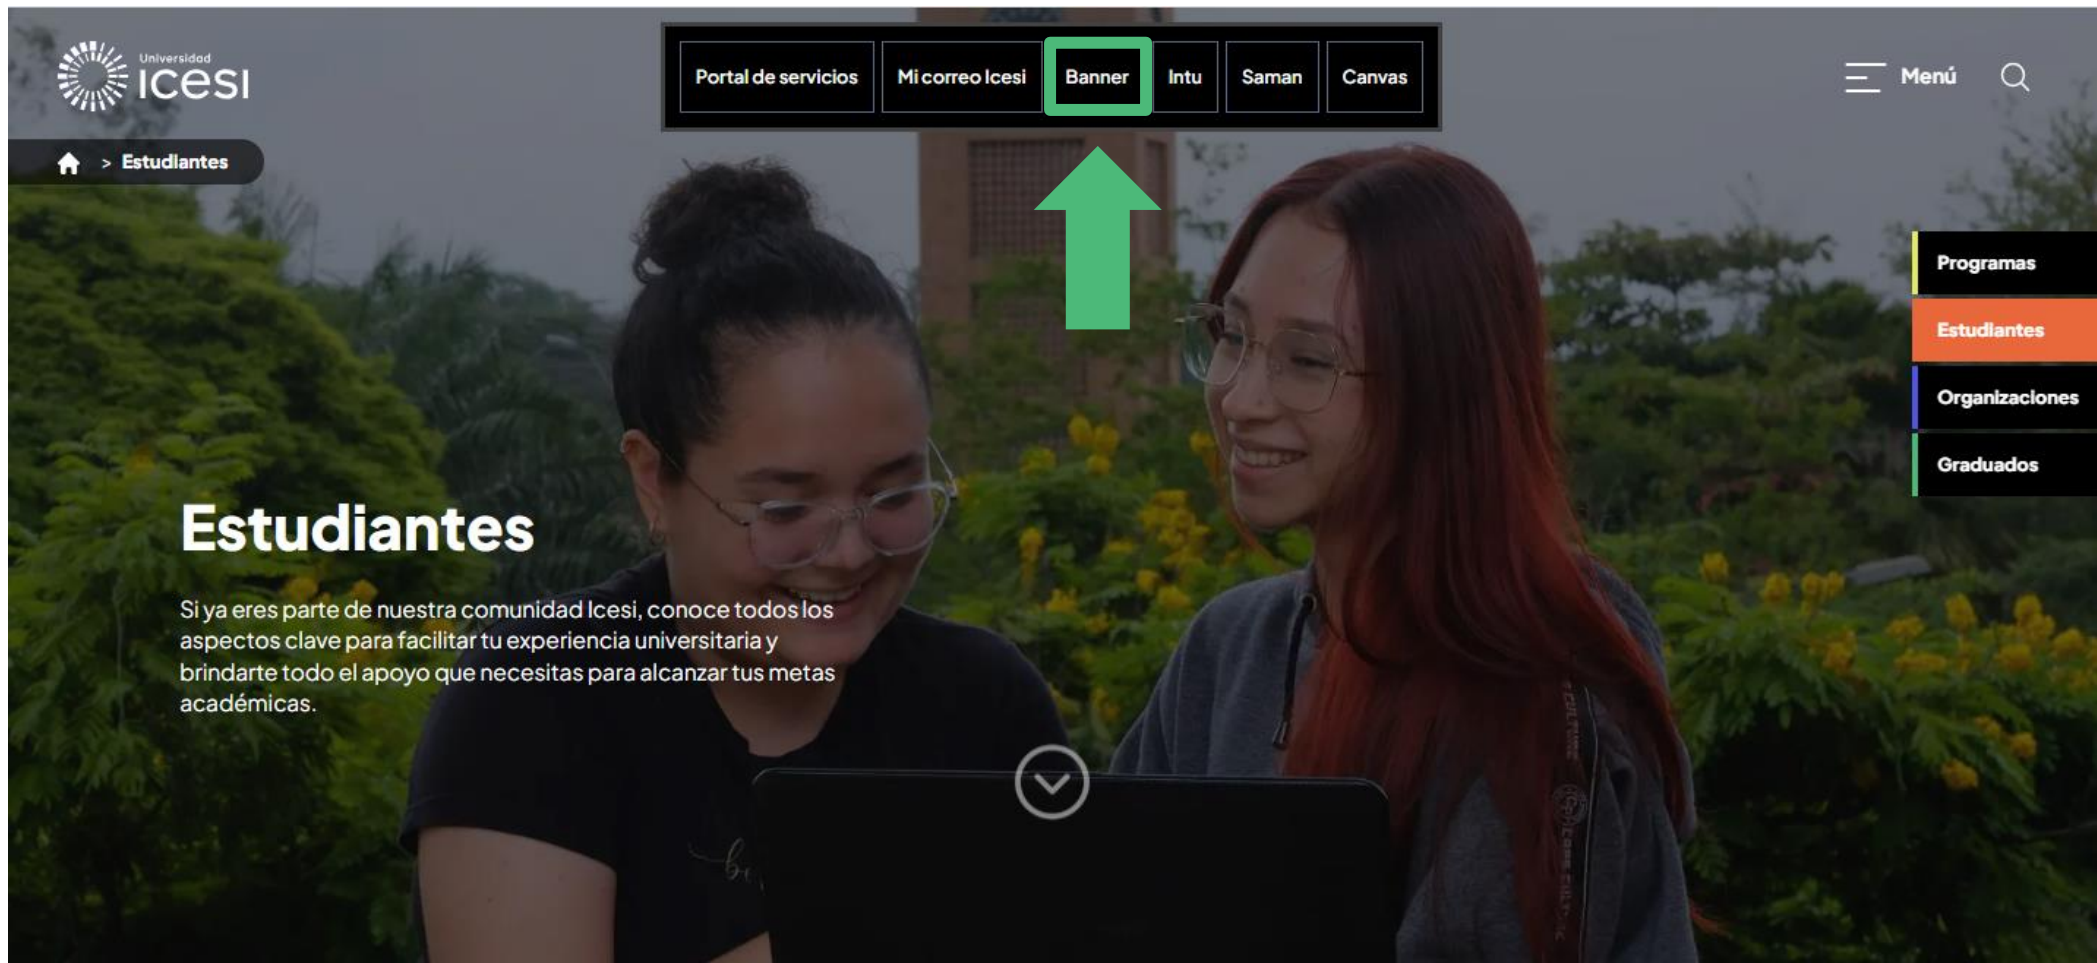 Universidad
icesi
Portal de servicios
Mi correo Icesi
Banner
Intu
Saman
Canvas
Menú
> Estudiantes
Programas
Estudiantes
Organizaciones
Graduados
Estudiantes
Si ya eres parte de nuestra comunidad Icesi, conoce todos los
aspectos clave para facilitar tu experiencia universitaria y
brindarte todo el apoyo que necesitas para alcanzar tus metas
académicas.